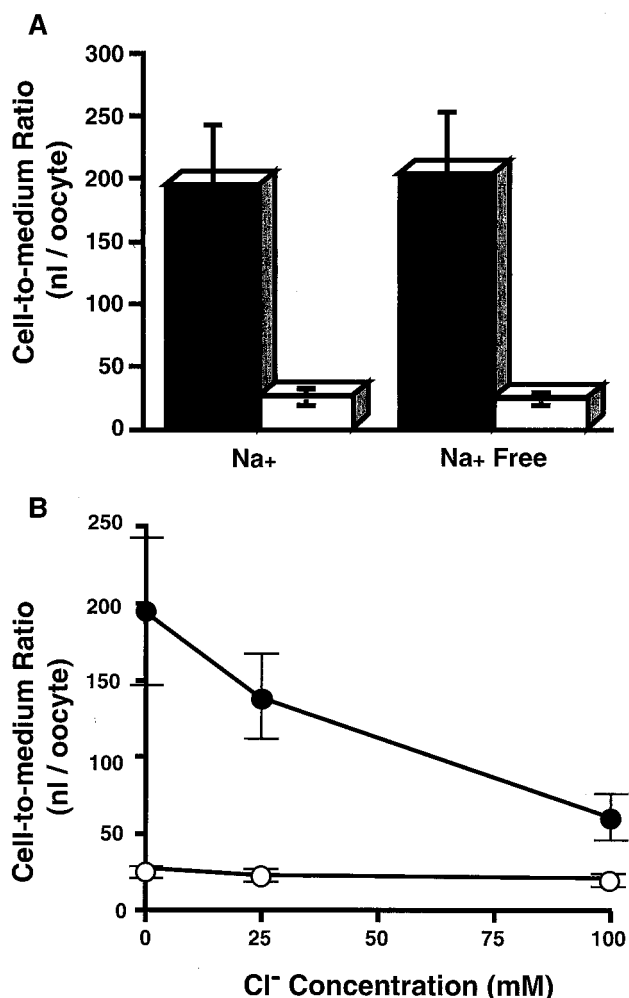 A
Cell-to-medium Ratio
(nl / oocyte)
300
250
200
150
100
50
0
Na+
Na+ Free
B
Cell-to-medium Ratio
(nl / oocyte)
250
200
150
100
50
0
0
25
50
75
100
Cl⁻ Concentration (mM)